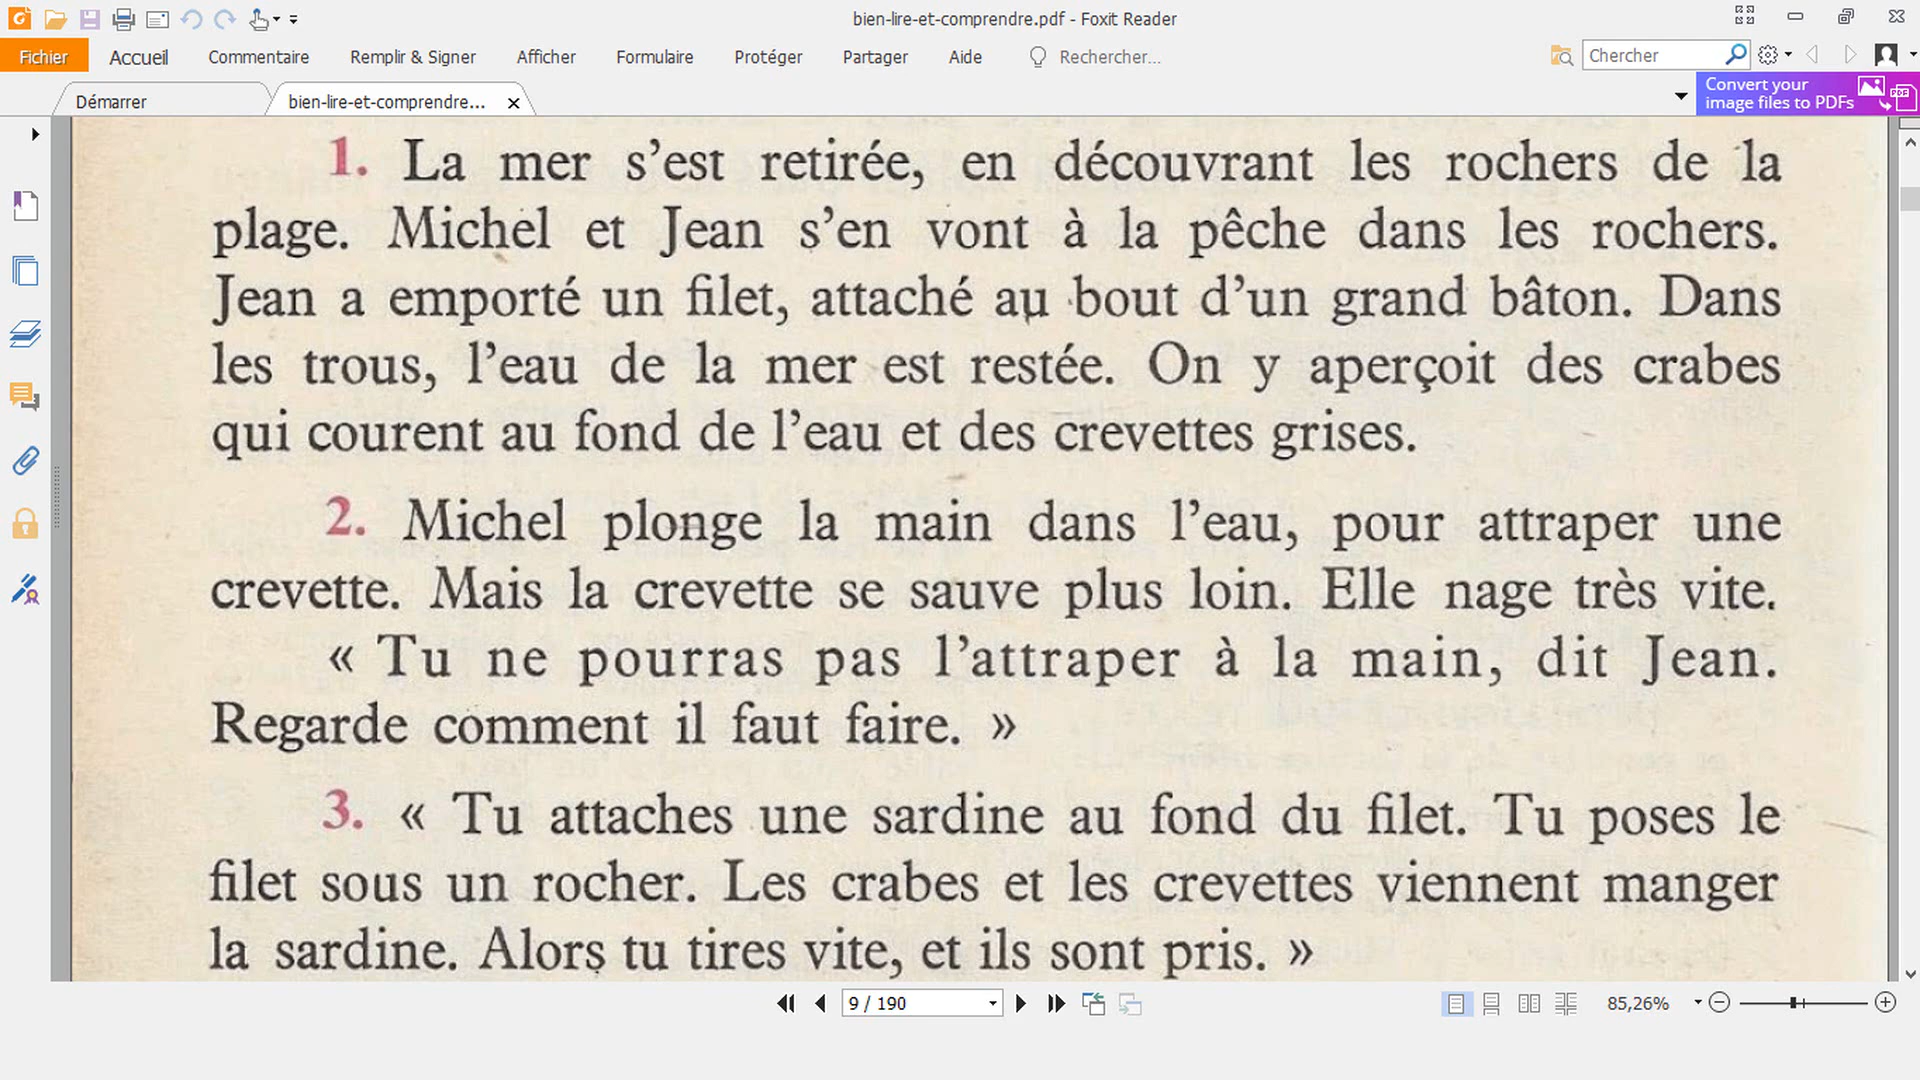 bien-lire-et-comprendre.pdf - Foxit Reader
Fichier Accueil Commentaire Remplir & Signer Afficher Formulaire Protéger Partager Aide Rechercher... Chercher
Démarrer bien-lire-et-comprendre...
Convert your
image files to PDFs
PDF
1. La mer s’est retirée, en découvrant les rochers de la
plage. Michel et Jean s’en vont à la pêche dans les rochers.
Jean a emporté un filet, attaché au bout d’un grand bâton. Dans
les trous, l’eau de la mer est restée. On y aperçoit des crabes
qui courent au fond de l’eau et des crevettes grises.
2. Michel plonge la main dans l’eau, pour attraper une
crevette. Mais la crevette se sauve plus loin. Elle nage très vite.
« Tu ne pourras pas l’attraper à la main, dit Jean.
Regarde comment il faut faire. »
3. « Tu attaches une sardine au fond du filet. Tu poses le
filet sous un rocher. Les crabes et les crevettes viennent manger
la sardine. Alors tu tires vite, et ils sont pris. »
9 / 190
85,26%